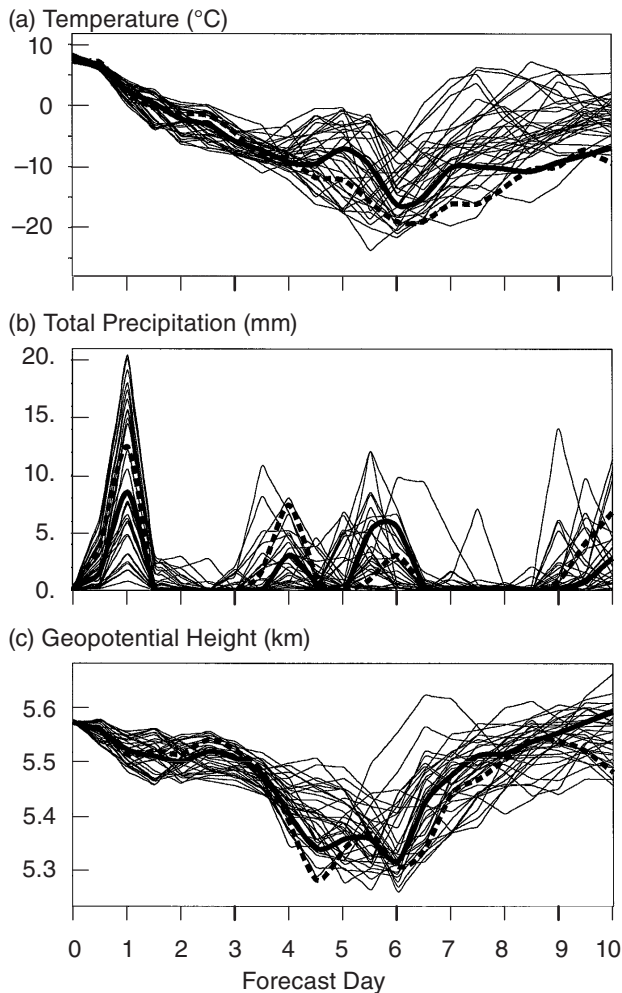 (a) Temperature (°C)
10
0
–10
–20
(b) Total Precipitation (mm)
20.
15.
10.
5.
0.
(c) Geopotential Height (km)
5.6
5.5
5.4
5.3
0 1 2 3 4 5 6 7 8 9 10
Forecast Day